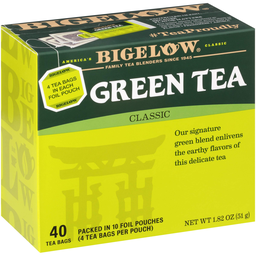 #TeaProudly
AMERICA'S CLASSIC
BIGELOW
FAMILY TEA BLENDERS SINCE 1945
BIGELOW
4 TEA BAGS
IN EACH
FOIL POUCH
GREEN TEA
CLASSIC
Our signature
green blend enlivens
the earthy flavors of
this delicate tea
40
TEA BAGS
PACKED IN 10 FOIL POUCHES
(4 TEA BAGS PER POUCH)
NET WT 1.82 OZ (51 g)